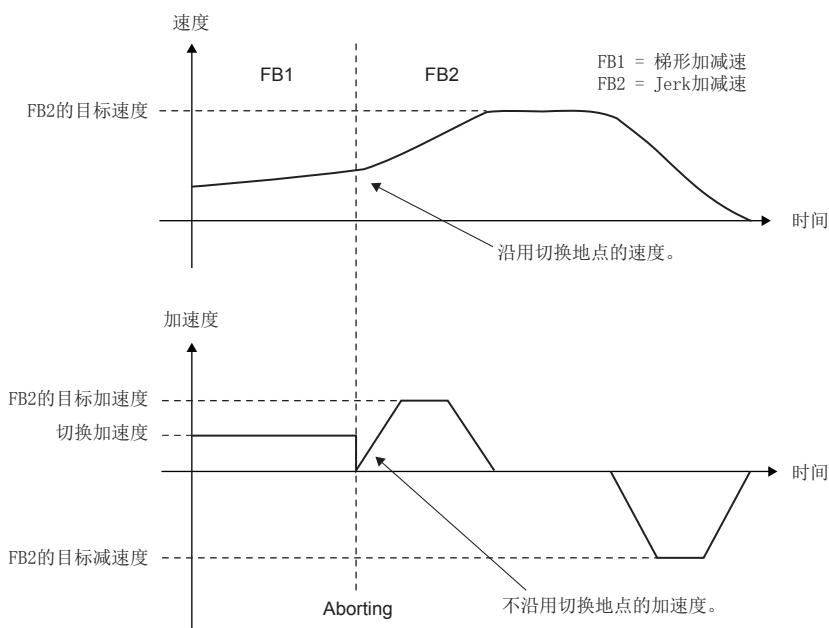 速度
FB1
FB2
FB1 = 梯形加减速
FB2 = Jerk加减速
FB2的目标速度
时间
沿用切换地点的速度。
加速度
FB2的目标加速度
切换加速度
时间
FB2的目标减速度
Aborting
不沿用切换地点的加速度。